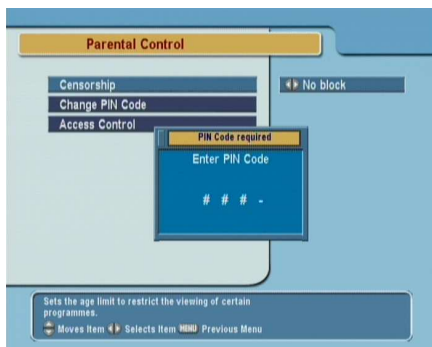 Parental Control
Censorship
No block
Change PIN Code
Access Control
PIN Code required
Enter PIN Code
# # # -
Sets the age limit to restrict the viewing of certain
programmes.
Moves Item Selects Item MENU Previous Menu